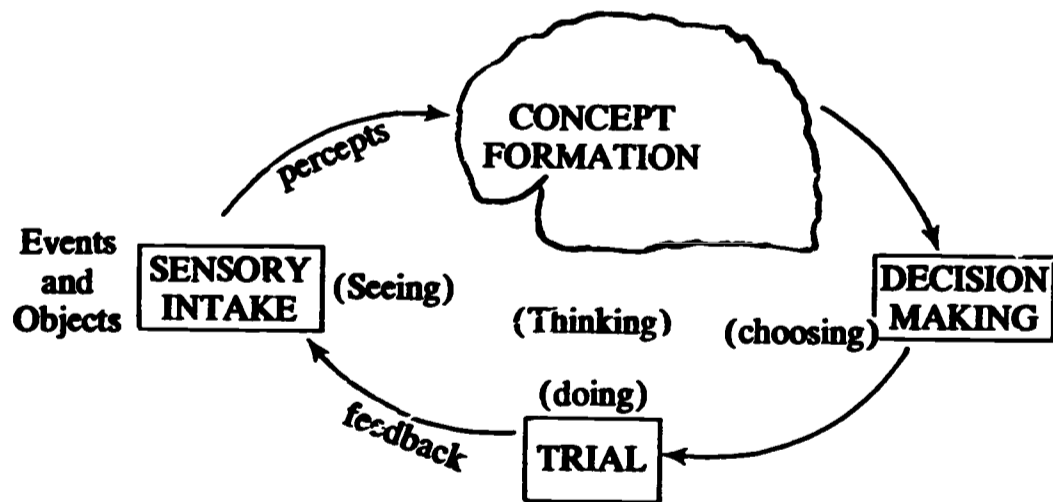 CONCEPT
FORMATION
percepts
Events
and
Objects
SENSORY
INTAKE
(Seeing)
(Thinking)
(choosing)
DECISION
MAKING
(doing)
TRIAL
feedback